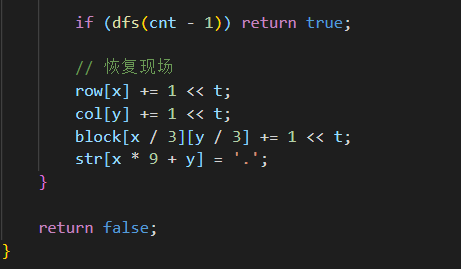 if (dfs(cnt - 1)) return true;
// 恢复现场
row[x] += 1 << t;
col[y] += 1 << t;
block[x / 3][y / 3] += 1 << t;
str[x * 9 + y] = '.';
}
return false;
}